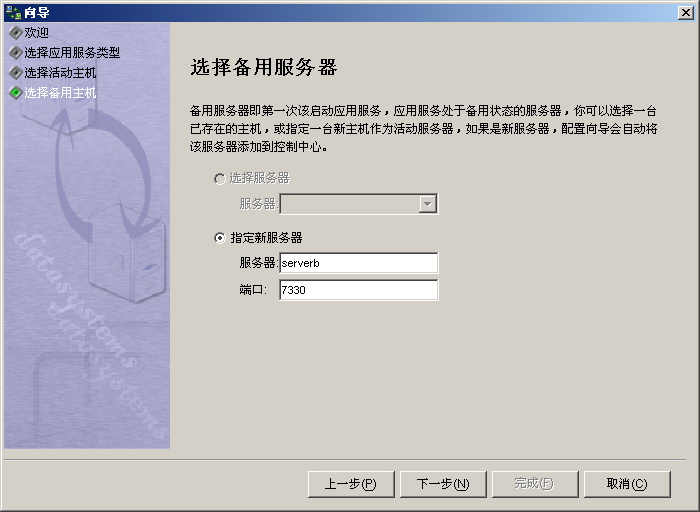 向导
欢迎
选择应用服务类型
选择活动主机
选择备用主机
选择备用服务器
备用服务器即第一次该启动应用服务，应用服务处于备用状态的服务器，你可以选择一台
已存在的主机，或指定一台新主机作为活动服务器，如果是新服务器，配置向导会自动将
该服务器添加到控制中心。
选择服务器
服务器:
指定新服务器
服务器: serverb
端口: 7330
datasystems
datasystems
上一步(P) 下一步(N) 完成(F) 取消(C)